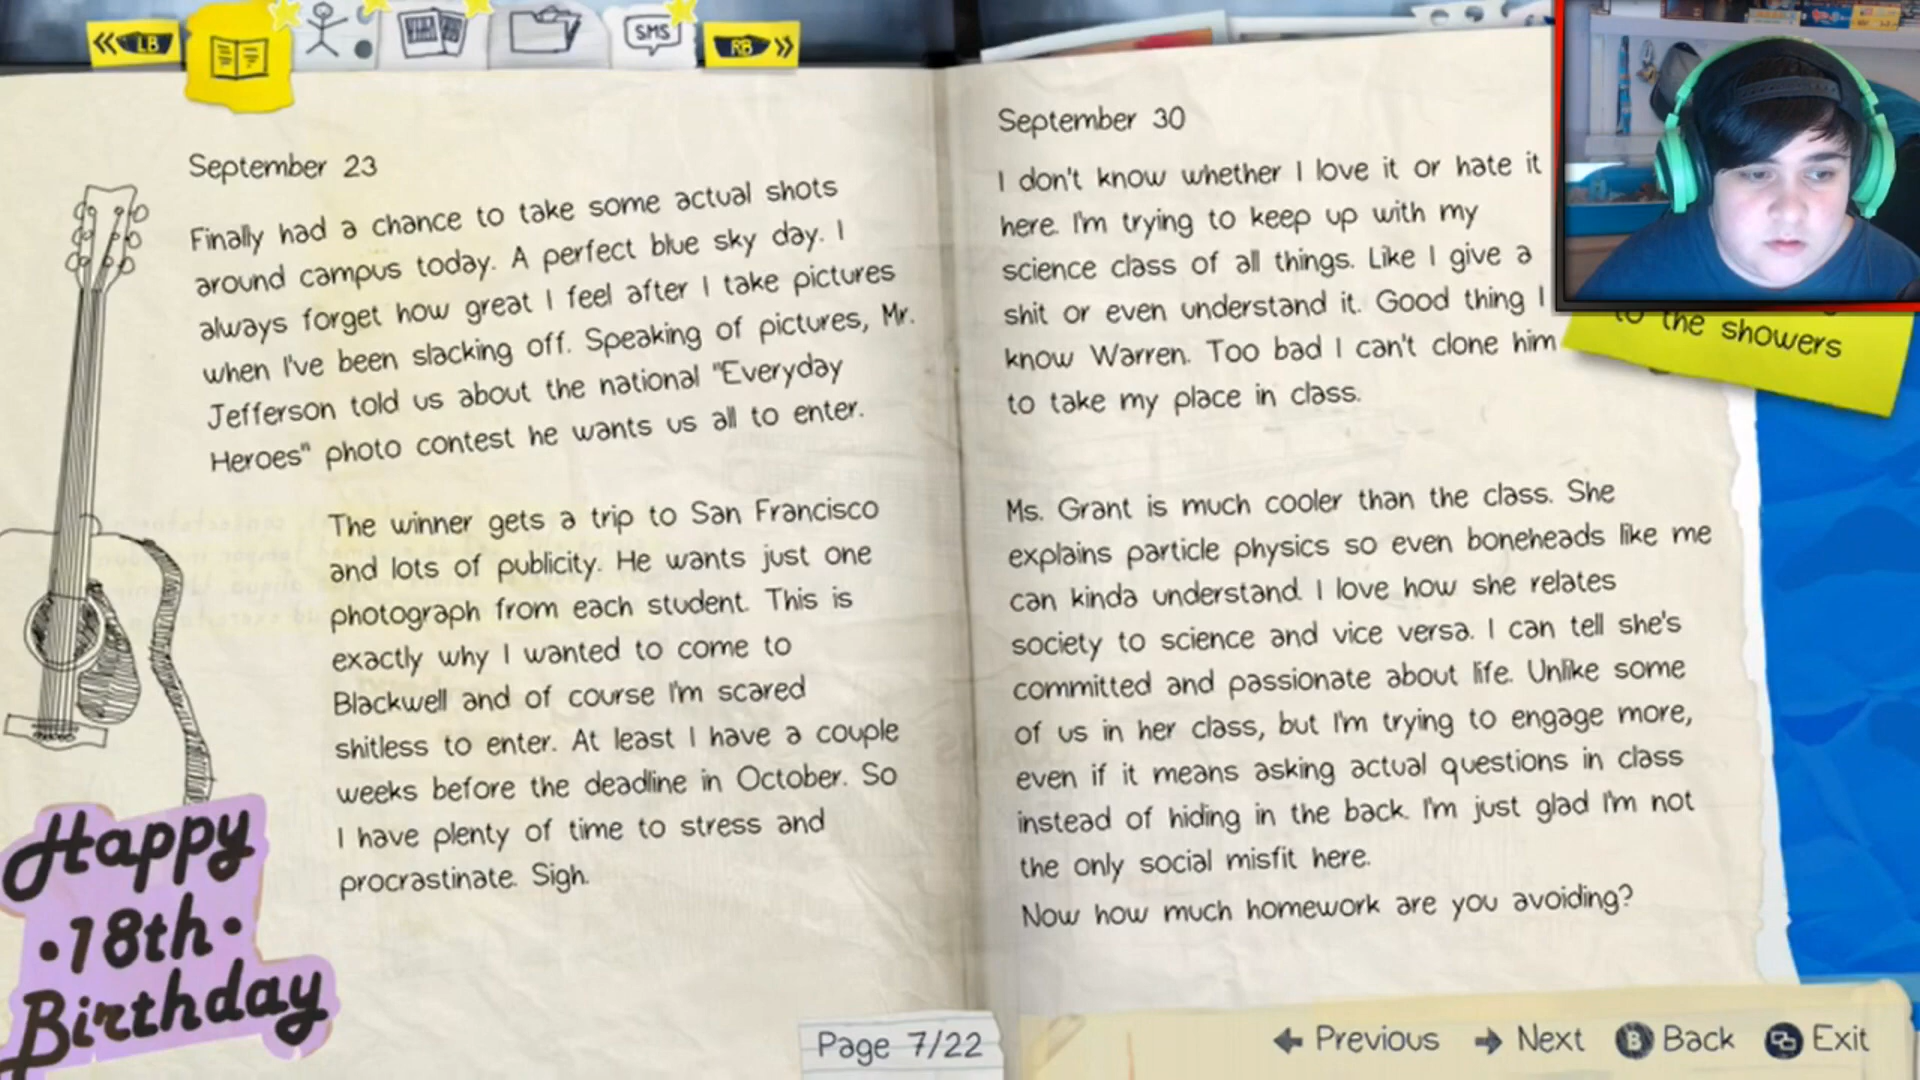 LB
SMS
RB
September 23
Finally had a chance to take some actual shots
around campus today. A perfect blue sky day. I
always forget how great I feel after I take pictures
when I've been slacking off. Speaking of pictures, Mr.
Jefferson told us about the national "Everyday
Heroes" photo contest he wants us all to enter.
The winner gets a trip to San Francisco
and lots of publicity. He wants just one
photograph from each student. This is
exactly why I wanted to come to
Blackwell and of course I'm scared
shitless to enter. At least I have a couple
weeks before the deadline in October. So
I have plenty of time to stress and
procrastinate. Sigh.
Happy
•18th•
Birthday
September 30
I don't know whether I love it or hate it
here. I'm trying to keep up with my
science class of all things. Like I give a
shit or even understand it. Good thing I
know Warren. Too bad I can't clone him
to take my place in class.
Ms. Grant is much cooler than the class. She
explains particle physics so even boneheads like me
can kinda understand. I love how she relates
society to science and vice versa. I can tell she's
committed and passionate about life. Unlike some
of us in her class, but I'm trying to engage more,
even if it means asking actual questions in class
instead of hiding in the back. I'm just glad I'm not
the only social misfit here.
Now how much homework are you avoiding?
to the showers
Page 7/22
Previous
Next
B Back
Exit